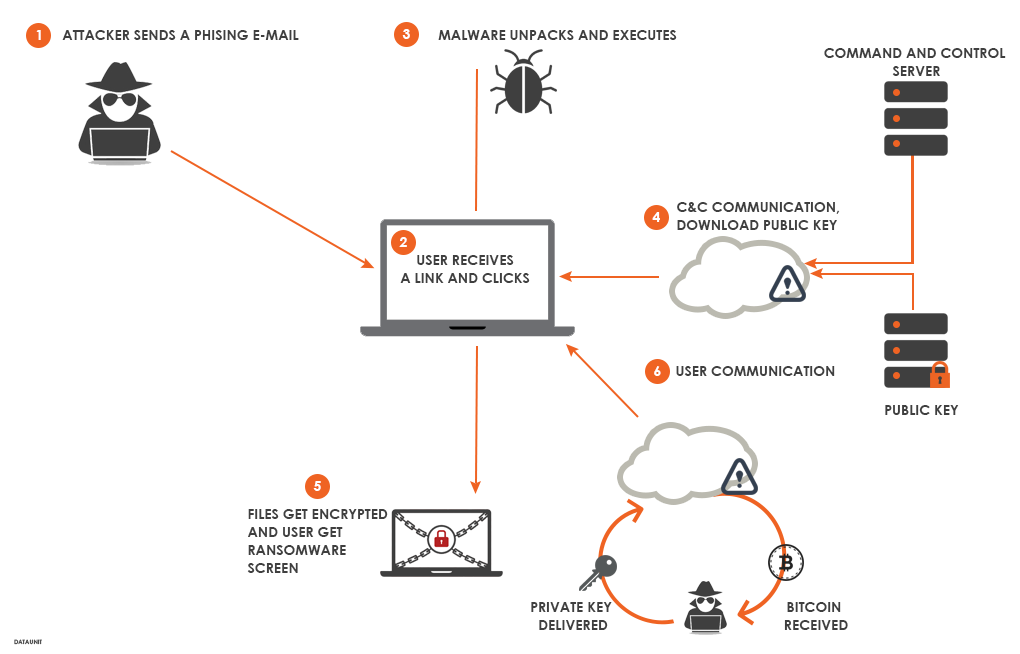 1 ATTACKER SENDS A PHISING E-MAIL
3 MALWARE UNPACKS AND EXECUTES
COMMAND AND CONTROL
SERVER
2
USER RECEIVES
A LINK AND CLICKS
4 C&C COMMUNICATION,
DOWNLOAD PUBLIC KEY
6 USER COMMUNICATION
PUBLIC KEY
5
FILES GET ENCRYPTED
AND USER GET
RANSOMWARE
SCREEN
PRIVATE KEY
DELIVERED
BITCOIN
RECEIVED
DATAUNIT